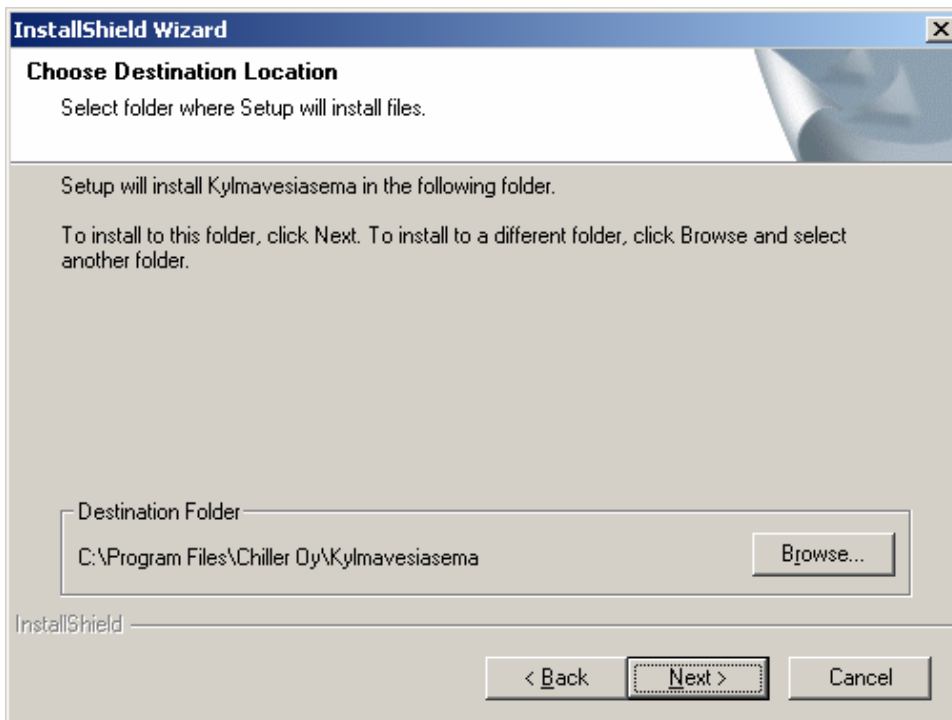 InstallShield Wizard
Choose Destination Location
Select folder where Setup will install files.
Setup will install Kylmavesiasema in the following folder.
To install to this folder, click Next. To install to a different folder, click Browse and select
another folder.
Destination Folder
C:\Program Files\Chiller Oy\Kylmavesiasema
Browse...
InstallShield
< Back
Next >
Cancel